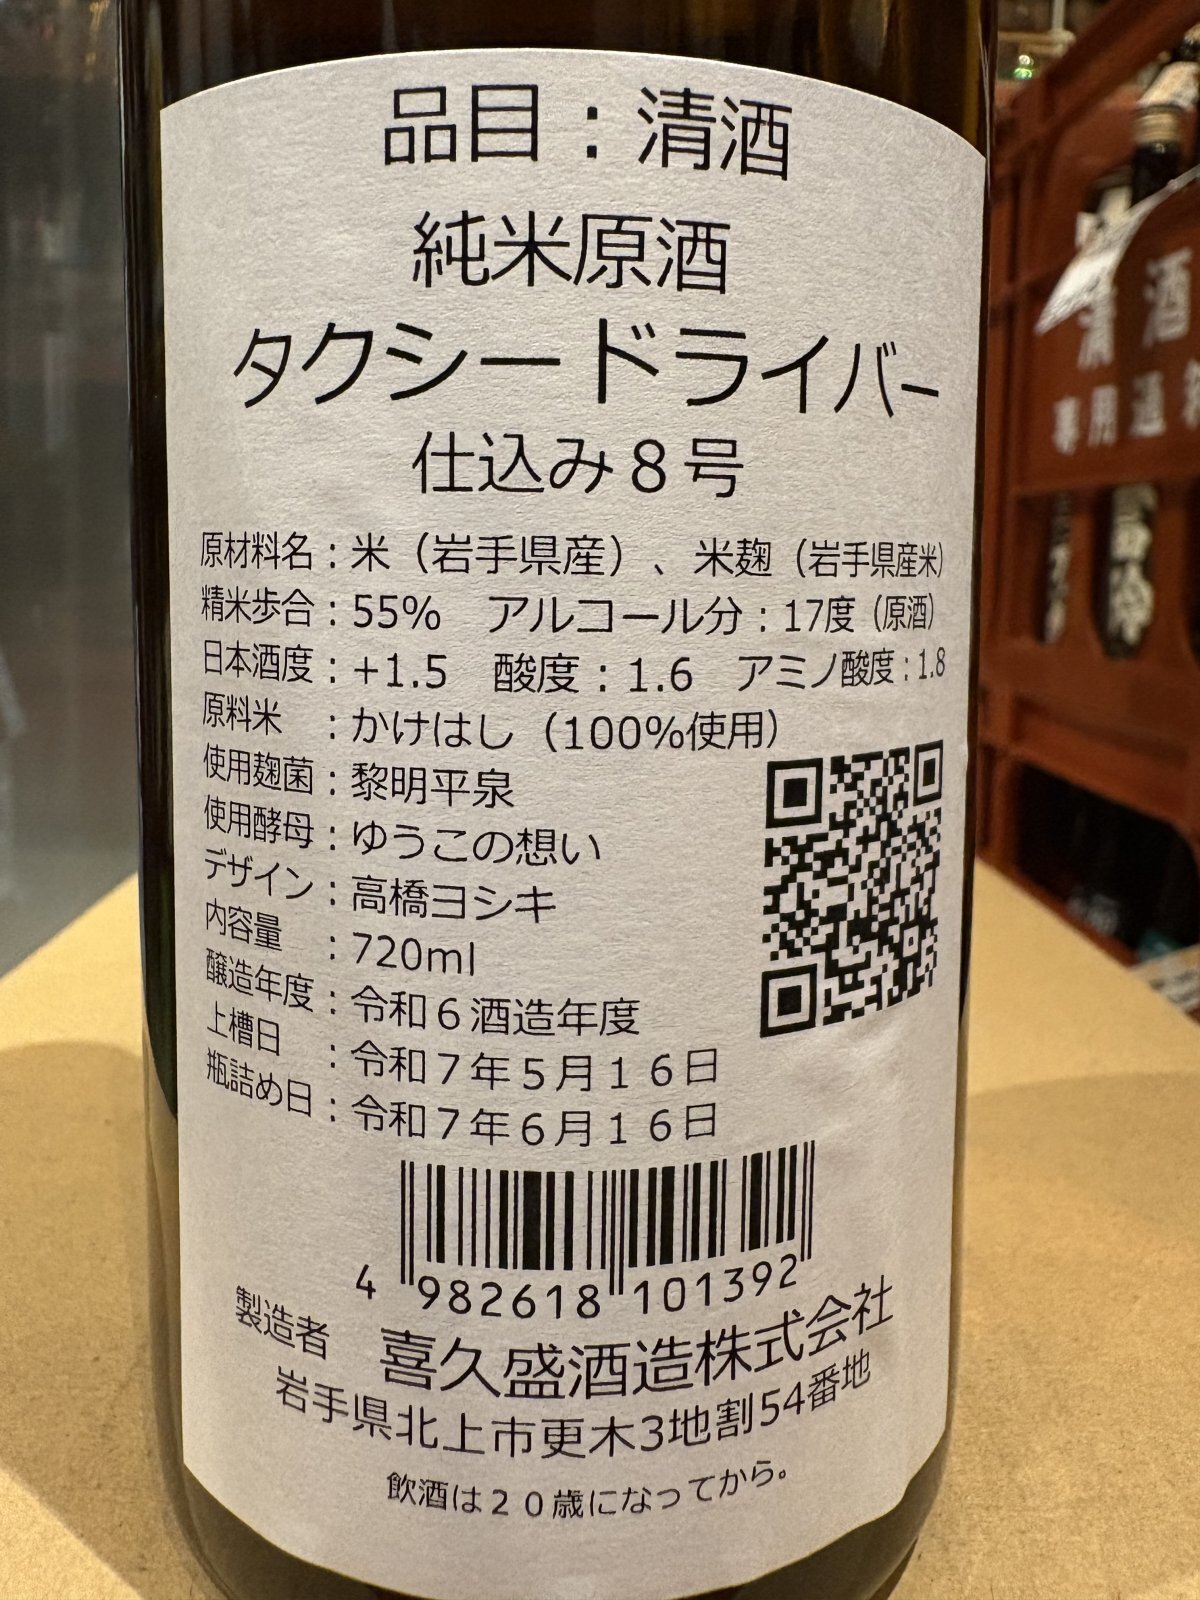 品目：清酒
純米原酒
タクシードライバー
仕込み８号
原材料名：米（岩手県産）、米麹（岩手県産米）
精米歩合：55%　アルコール分：17度（原酒）
日本酒度：+1.5　酸度：1.6　アミノ酸度：1.8
原料米　：かけはし（100%使用）
使用麹菌：黎明平泉
使用酵母：ゆうこの想い
デザイン：高橋ヨシキ
内容量　：720ml
醸造年度：令和６酒造年度
上槽日　：令和７年５月１６日
瓶詰め日：令和７年６月１６日
4 982618 101392
製造者　喜久盛酒造株式会社
岩手県北上市更木3地割54番地
飲酒は２０歳になってから。
清酒
専用通箱